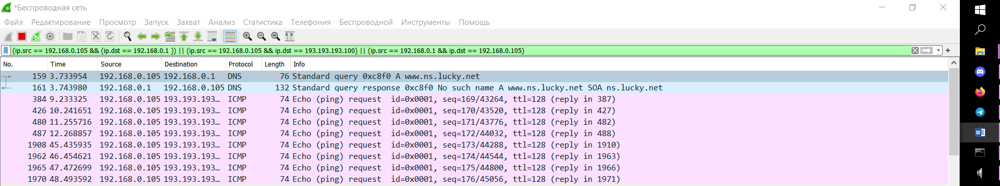 *Беспроводная сеть
Файл Редактирование Просмотр Запуск Захват Анализ Статистика Телефония Беспроводной Инструменты Помощь
(ip.src == 192.168.0.105 && (ip.dst == 192.168.0.1 )) || (ip.src == 192.168.0.105 && ip.dst == 193.193.193.100) || (ip.src == 192.168.0.1 && ip.dst == 192.168.0.105)
No. Time Source Destination Protocol Length Info
159 3.733954 192.168.0.105 192.168.0.1 DNS 76 Standard query 0xc8f0 A www.ns.lucky.net
161 3.743980 192.168.0.1 192.168.0.105 DNS 132 Standard query response 0xc8f0 No such name A www.ns.lucky.net SOA ns.lucky.net
384 9.233325 192.168.0.105 193.193.193… ICMP 74 Echo (ping) request id=0x0001, seq=169/43264, ttl=128 (reply in 387)
426 10.241651 192.168.0.105 193.193.193… ICMP 74 Echo (ping) request id=0x0001, seq=170/43520, ttl=128 (reply in 427)
480 11.255716 192.168.0.105 193.193.193… ICMP 74 Echo (ping) request id=0x0001, seq=171/43776, ttl=128 (reply in 482)
487 12.268857 192.168.0.105 193.193.193… ICMP 74 Echo (ping) request id=0x0001, seq=172/44032, ttl=128 (reply in 488)
1908 45.435935 192.168.0.105 193.193.193… ICMP 74 Echo (ping) request id=0x0001, seq=173/44288, ttl=128 (reply in 1910)
1962 46.454621 192.168.0.105 193.193.193… ICMP 74 Echo (ping) request id=0x0001, seq=174/44544, ttl=128 (reply in 1963)
1965 47.472699 192.168.0.105 193.193.193… ICMP 74 Echo (ping) request id=0x0001, seq=175/44800, ttl=128 (reply in 1966)
1970 48.493592 192.168.0.105 193.193.193… ICMP 74 Echo (ping) request id=0x0001, seq=176/45056, ttl=128 (reply in 1971)